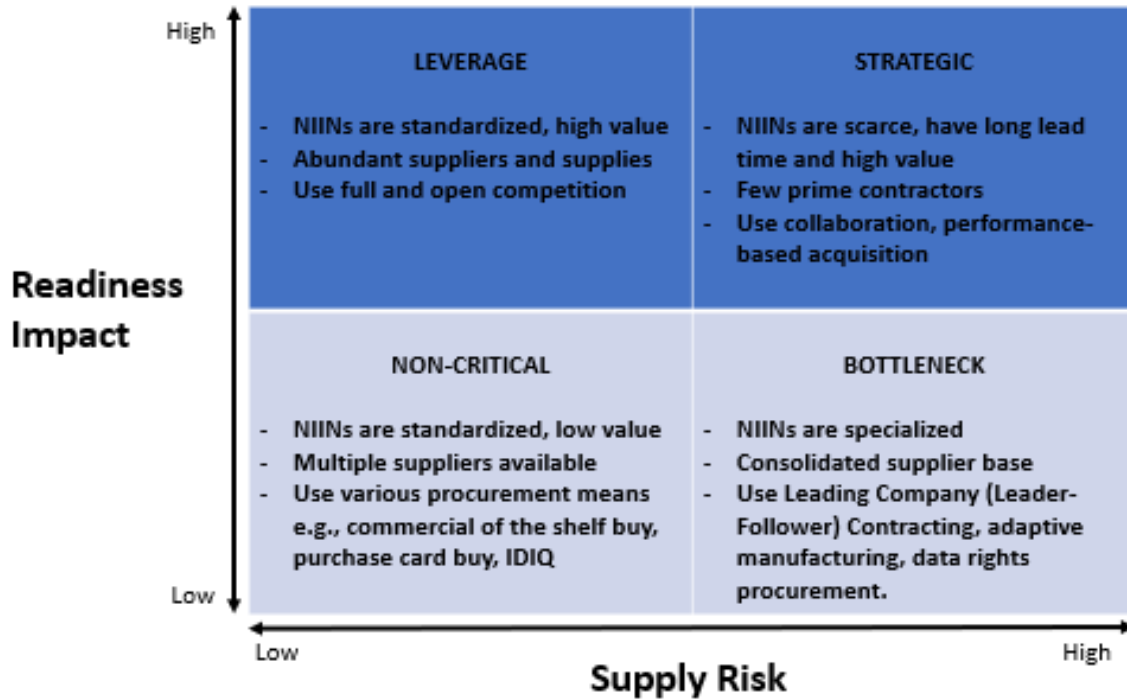 High
LEVERAGE
- NIINs are standardized, high value
- Abundant suppliers and supplies
- Use full and open competition
STRATEGIC
- NIINs are scarce, have long lead
time and high value
- Few prime contractors
- Use collaboration, performance-
based acquisition
Readiness
Impact
NON-CRITICAL
- NIINs are standardized, low value
- Multiple suppliers available
- Use various procurement means
e.g., commercial of the shelf buy,
purchase card buy, IDIQ
BOTTLENECK
- NIINs are specialized
- Consolidated supplier base
- Use Leading Company (Leader-
Follower) Contracting, adaptive
manufacturing, data rights
procurement.
Low
Low
High
Supply Risk